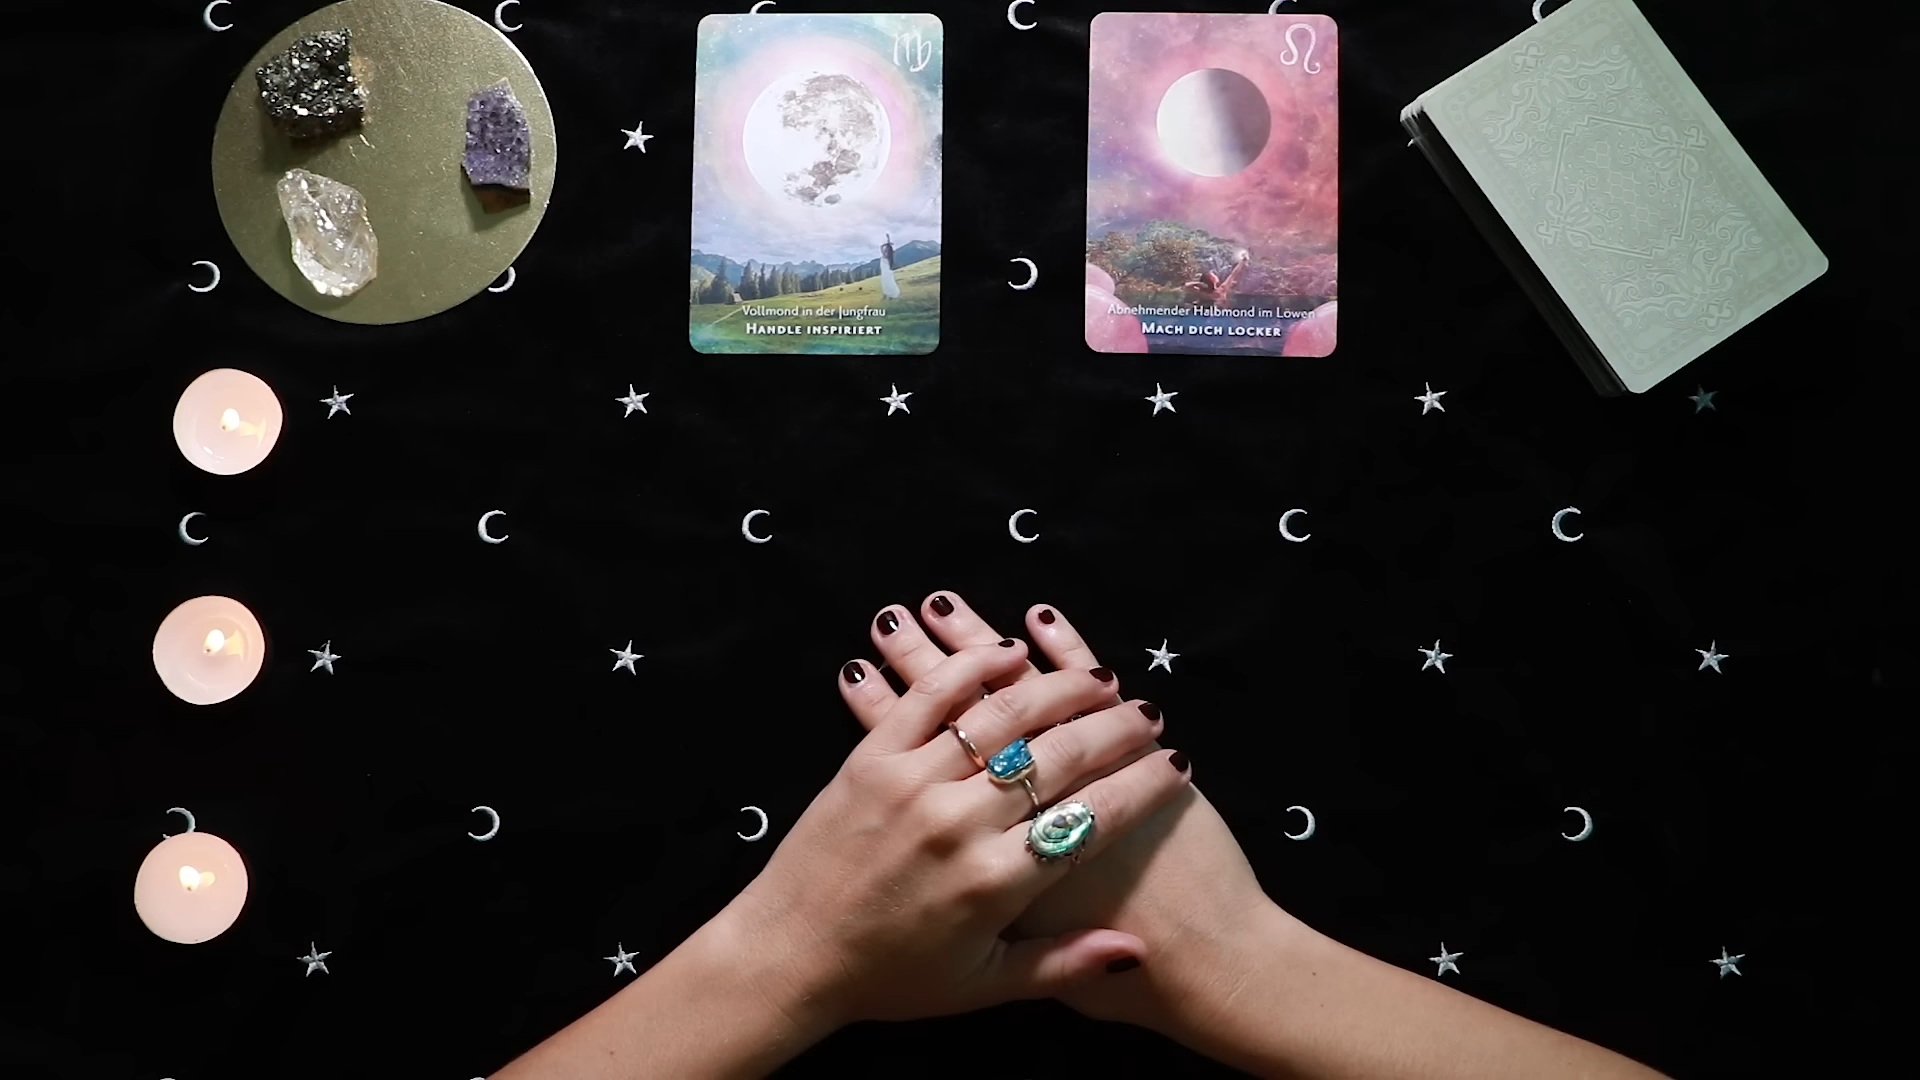 Vollmond in der Jungfrau
HANDLE INSPIRIERT
Abnehmender Halbmond im Löwen
MACH DICH LOCKER